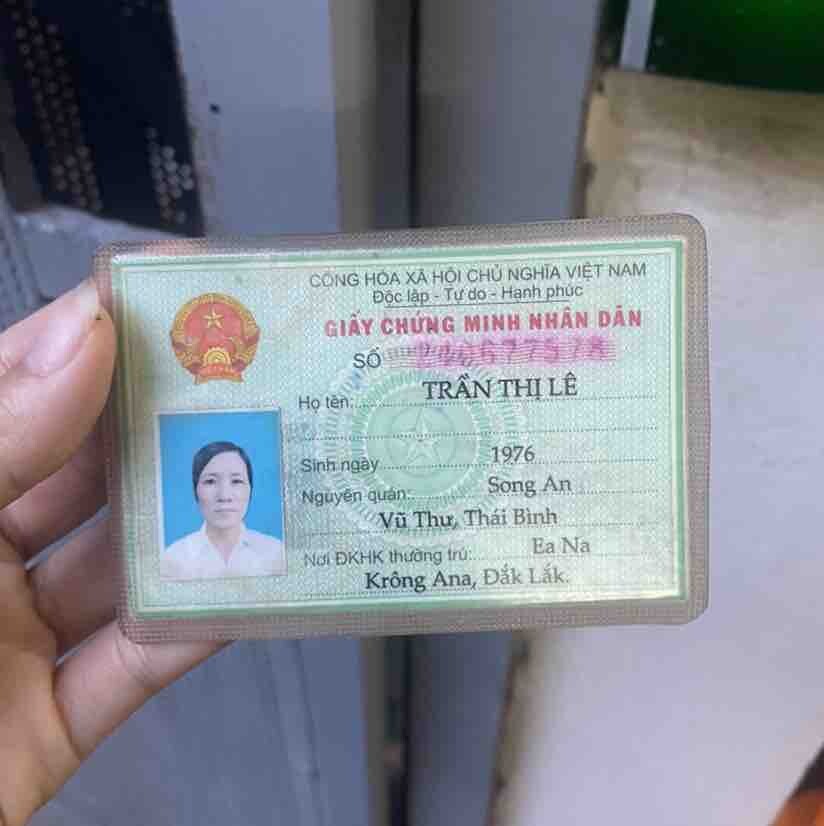 CỘNG HÒA XÃ HỘI CHỦ NGHĨA VIỆT NAM
Độc lập - Tự do - Hạnh phúc
GIẤY CHỨNG MINH NHÂN DÂN
SỐ
Họ tên: TRẦN THỊ LÊ
Sinh ngày 1976
Nguyên quán: Song An
Vũ Thư, Thái Bình
Nơi ĐKHK thường trú: Ea Na
Krông Ana, Đắk Lắk.
VIỆT NAM